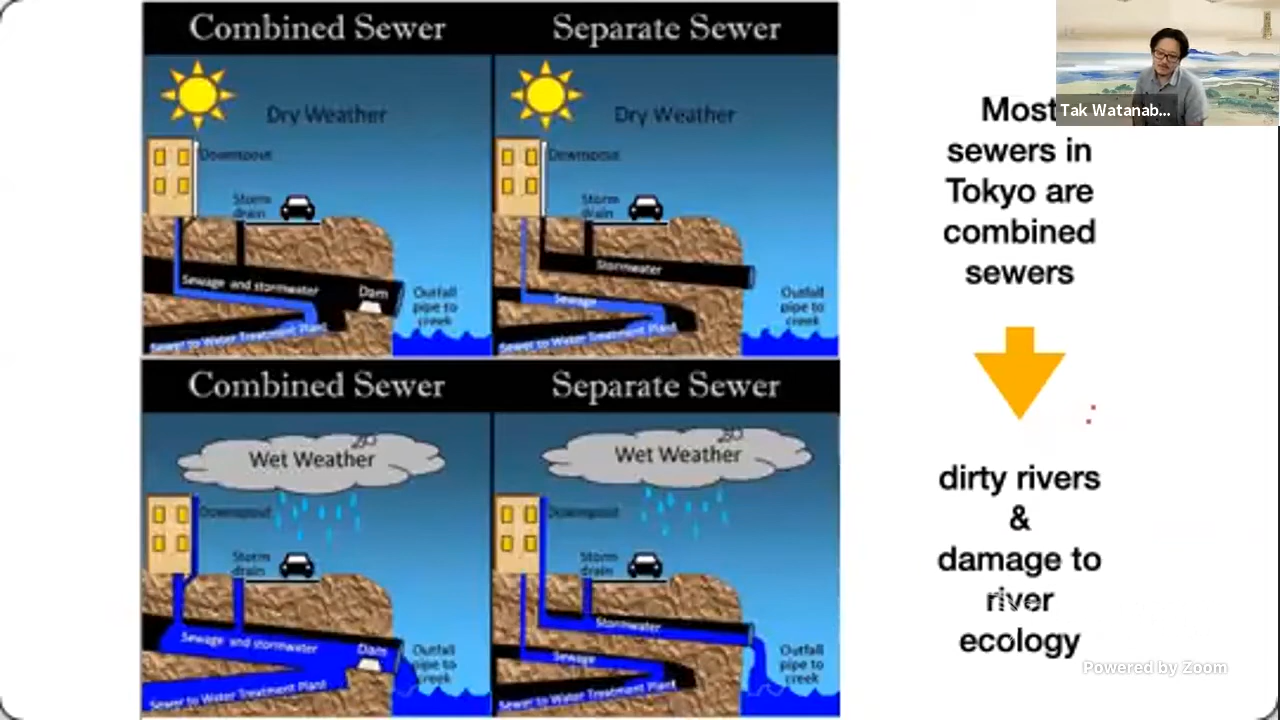 Combined Sewer
Separate Sewer
Dry Weather
Downspout
Storm
drain
Sewage and stormwater
Dam
Outfall
pipe to
creek
Sewer to Water Treatment Plant
Dry Weather
Downspout
Storm
drain
Stormwater
Sewage
Outfall
pipe to
creek
Sewer to Water Treatment Plant
Combined Sewer
Separate Sewer
Wet Weather
Downspout
Storm
drain
Sewage and stormwater
Dam
Outfall
pipe to
creek
Sewer to Water Treatment Plant
Wet Weather
Downspout
Storm
drain
Stormwater
Sewage
Outfall
pipe to
creek
Sewer to Water Treatment Plant
Most
sewers in
Tokyo are
combined
sewers
dirty rivers
&
damage to
river
ecology
Tak Watanab...
Powered by Zoom